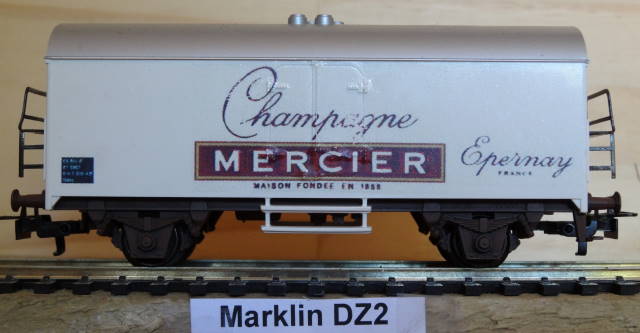 Champagne
MERCIER
MAISON FONDEE EN 1858
Epernay
FRANCE
Marklin DZ2